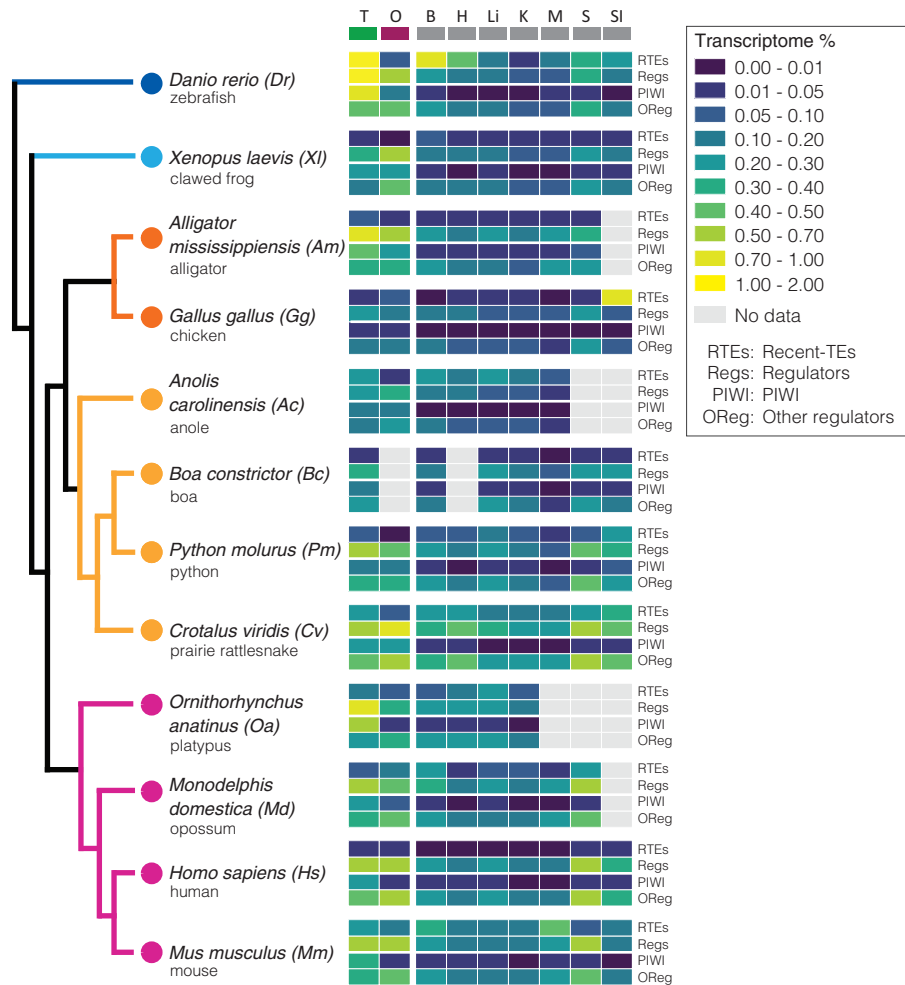 T O B H Li K M S Sl
Danio rerio (Dr)
zebrafish
RTEs
Regs
PIWI
OReg
Xenopus laevis (Xl)
clawed frog
RTEs
Regs
PIWI
OReg
Alligator
mississippiensis (Am)
alligator
RTEs
Regs
PIWI
OReg
Gallus gallus (Gg)
chicken
RTEs
Regs
PIWI
OReg
Anolis
carolinensis (Ac)
anole
RTEs
Regs
PIWI
OReg
Boa constrictor (Bc)
boa
RTEs
Regs
PIWI
OReg
Python molurus (Pm)
python
RTEs
Regs
PIWI
OReg
Crotalus viridis (Cv)
prairie rattlesnake
RTEs
Regs
PIWI
OReg
Ornithorhynchus
anatinus (Oa)
platypus
RTEs
Regs
PIWI
OReg
Monodelphis
domestica (Md)
opossum
RTEs
Regs
PIWI
OReg
Homo sapiens (Hs)
human
RTEs
Regs
PIWI
OReg
Mus musculus (Mm)
mouse
RTEs
Regs
PIWI
OReg
Transcriptome %
0.00 - 0.01
0.01 - 0.05
0.05 - 0.10
0.10 - 0.20
0.20 - 0.30
0.30 - 0.40
0.40 - 0.50
0.50 - 0.70
0.70 - 1.00
1.00 - 2.00
No data
RTEs: Recent-TEs
Regs: Regulators
PIWI: PIWI
OReg: Other regulators